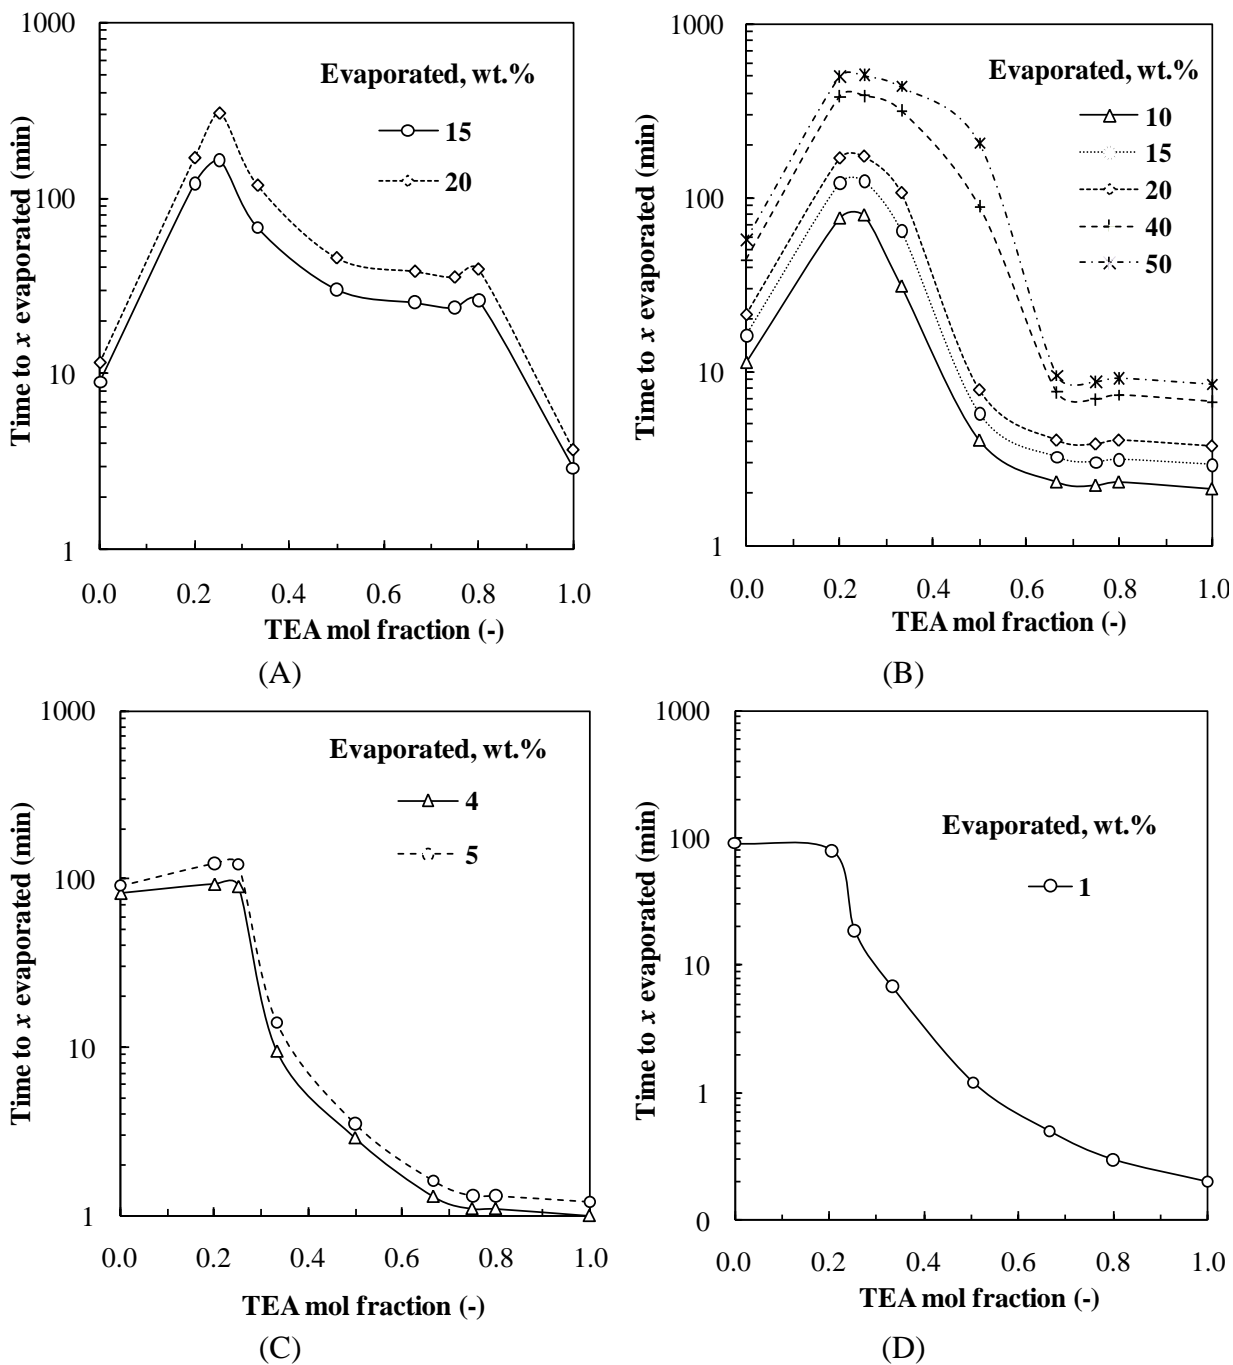 1000
100
10
1
Time to x evaporated (min)
Evaporated, wt.%
15
20
0.0 0.2 0.4 0.6 0.8 1.0
TEA mol fraction (-)
(A)
1000
100
10
1
Time to x evaporated (min)
Evaporated, wt.%
10
15
20
40
50
0.0 0.2 0.4 0.6 0.8 1.0
TEA mol fraction (-)
(B)
1000
100
10
1
Time to x evaporated (min)
Evaporated, wt.%
4
5
0.0 0.2 0.4 0.6 0.8 1.0
TEA mol fraction (-)
(C)
1000
100
10
1
0
Time to x evaporated (min)
Evaporated, wt.%
1
0.0 0.2 0.4 0.6 0.8 1.0
TEA mol fraction (-)
(D)